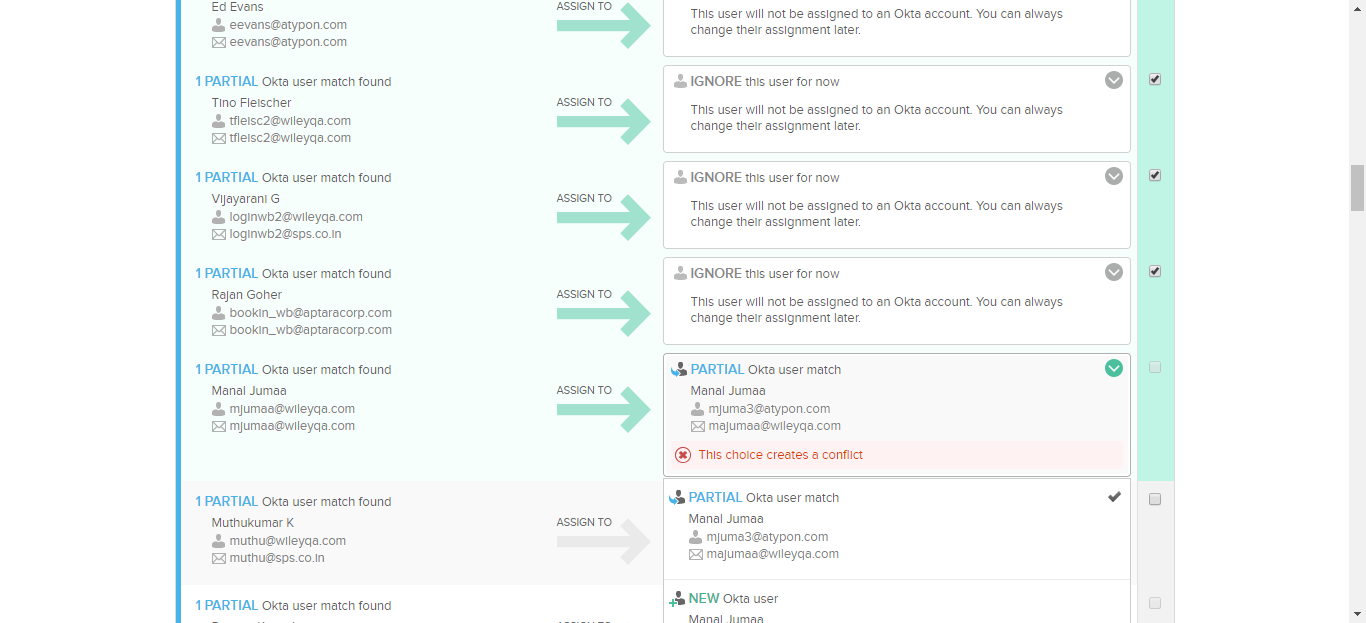 Ed Evans
eevans@atypon.com
eevans@atypon.com
ASSIGN TO
This user will not be assigned to an Okta account. You can always
change their assignment later.
1 PARTIAL Okta user match found
Tino Fleischer
tfleisc2@wileyqa.com
tfleisc2@wileyqa.com
ASSIGN TO
IGNORE this user for now
This user will not be assigned to an Okta account. You can always
change their assignment later.
1 PARTIAL Okta user match found
Vijayarani G
loginwb2@wileyqa.com
loginwb2@sps.co.in
ASSIGN TO
IGNORE this user for now
This user will not be assigned to an Okta account. You can always
change their assignment later.
1 PARTIAL Okta user match found
Rajan Goher
bookin_wb@aptaracorp.com
bookin_wb@aptaracorp.com
ASSIGN TO
IGNORE this user for now
This user will not be assigned to an Okta account. You can always
change their assignment later.
1 PARTIAL Okta user match found
Manal Jumaa
mjumaa@wileyqa.com
mjumaa@wileyqa.com
ASSIGN TO
PARTIAL Okta user match
Manal Jumaa
mjuma3@atypon.com
majumaa@wileyqa.com
This choice creates a conflict
1 PARTIAL Okta user match found
Muthukumar K
muthu@wileyqa.com
muthu@sps.co.in
ASSIGN TO
PARTIAL Okta user match
Manal Jumaa
mjuma3@atypon.com
majumaa@wileyqa.com
1 PARTIAL Okta user match found
NEW Okta user
Manal Jumaa